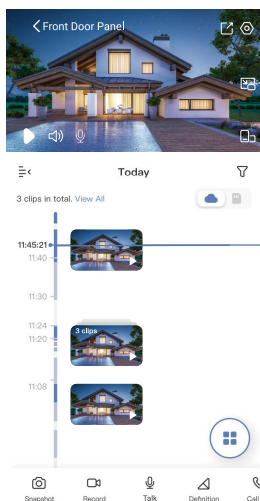 Front Door Panel
Today
3 clips in total. View All
11:45:21
11:40
11:30
11:24
3 clips
11:20
11:08
Snapshot
Record
Talk
Definition
Call